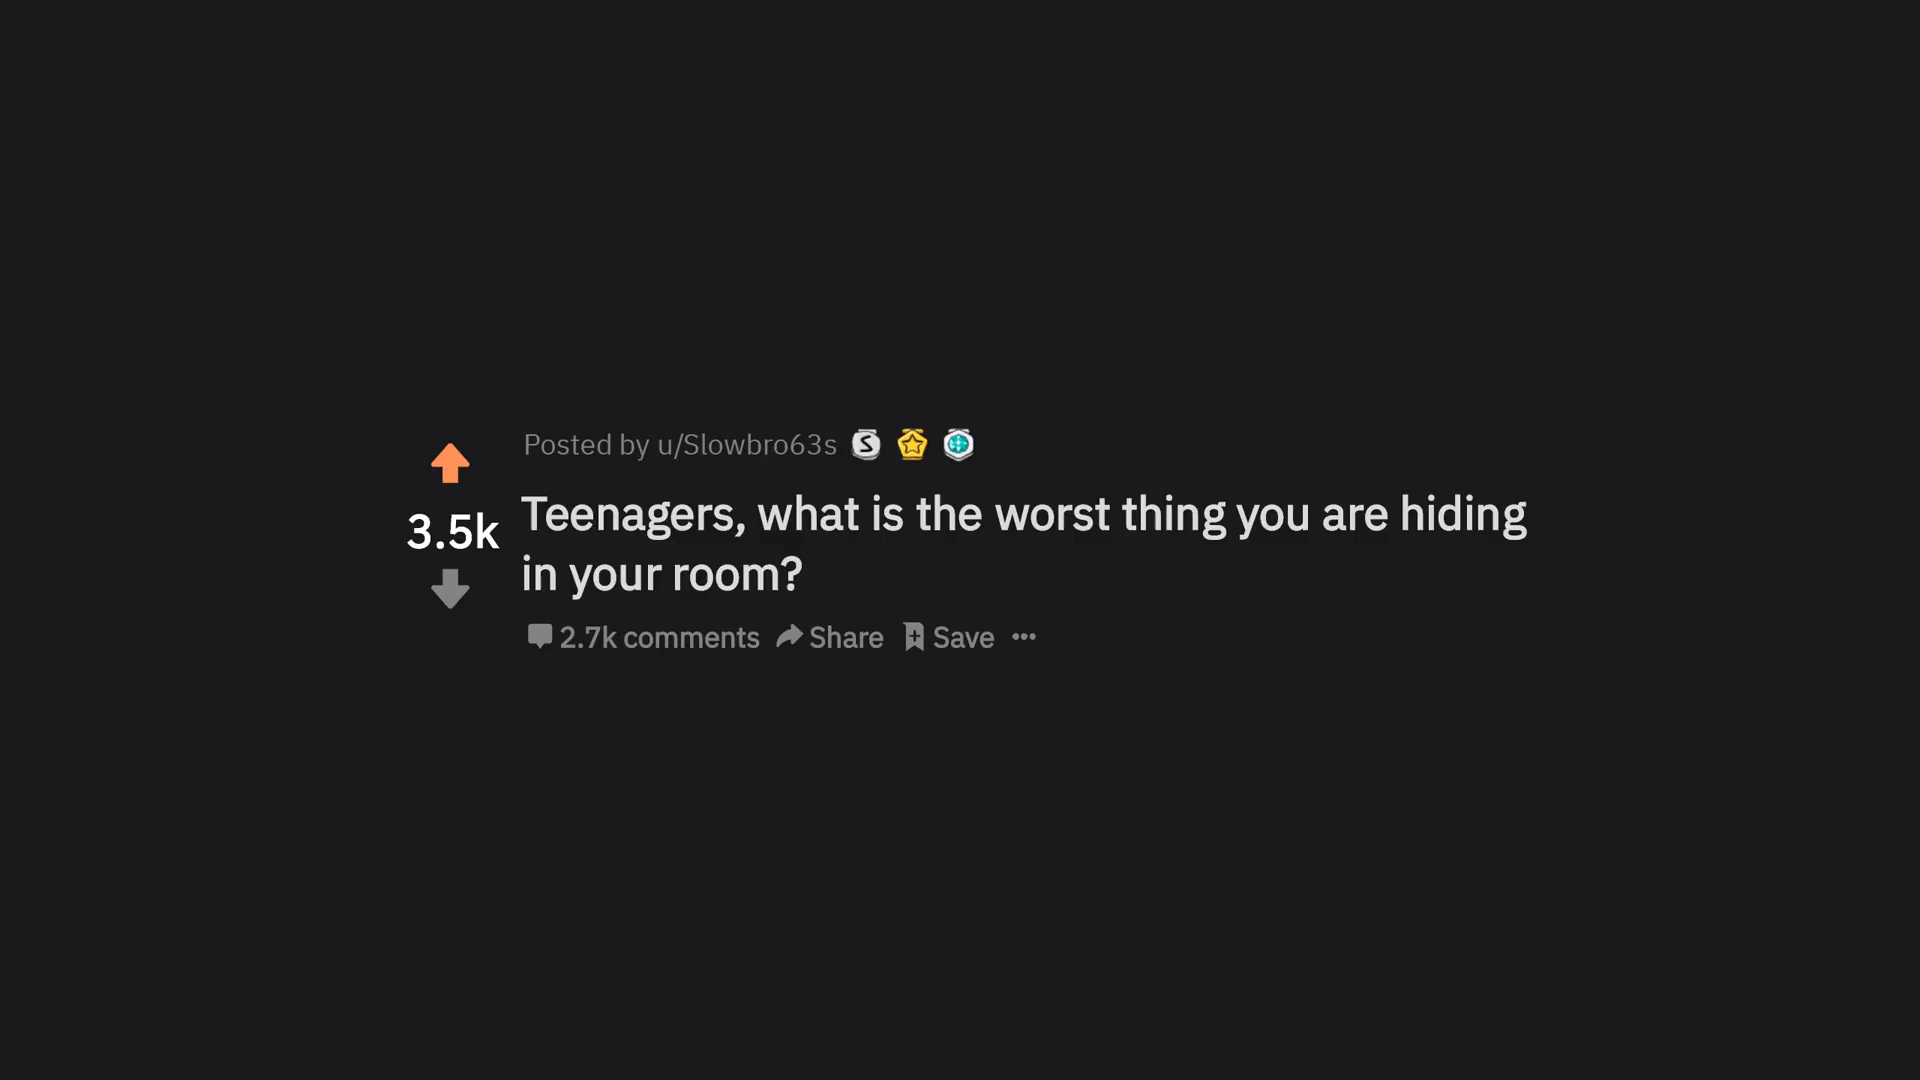 Posted by u/Slowbro63s
3.5k
Teenagers, what is the worst thing you are hiding
in your room?
2.7k comments Share Save